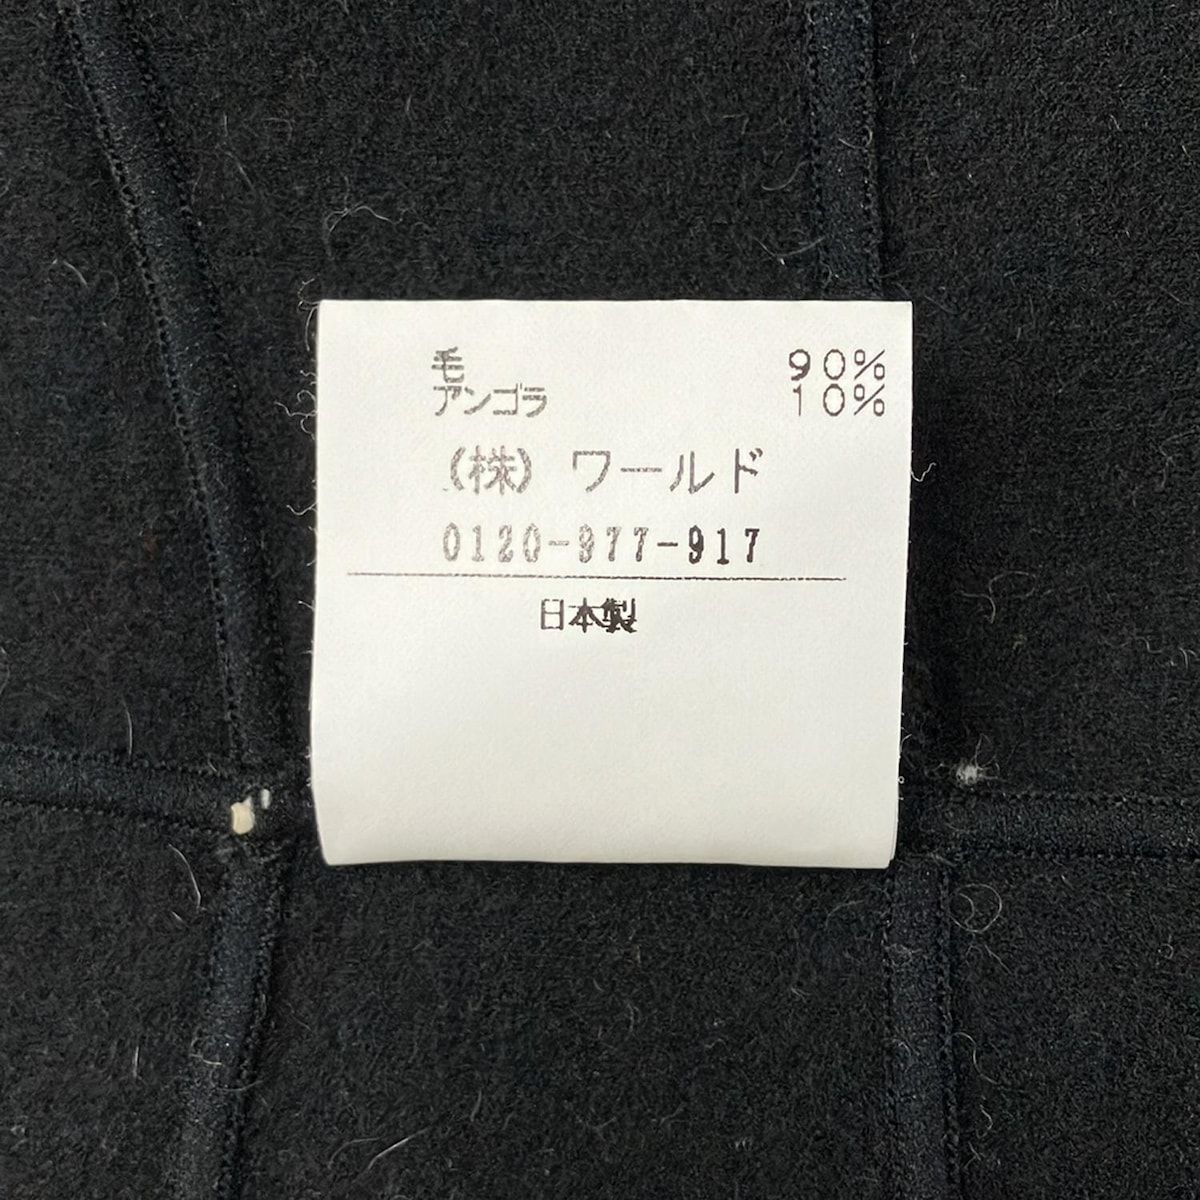 毛 90%
アンゴラ 10%
(株) ワールド
0120-977-917
日本製